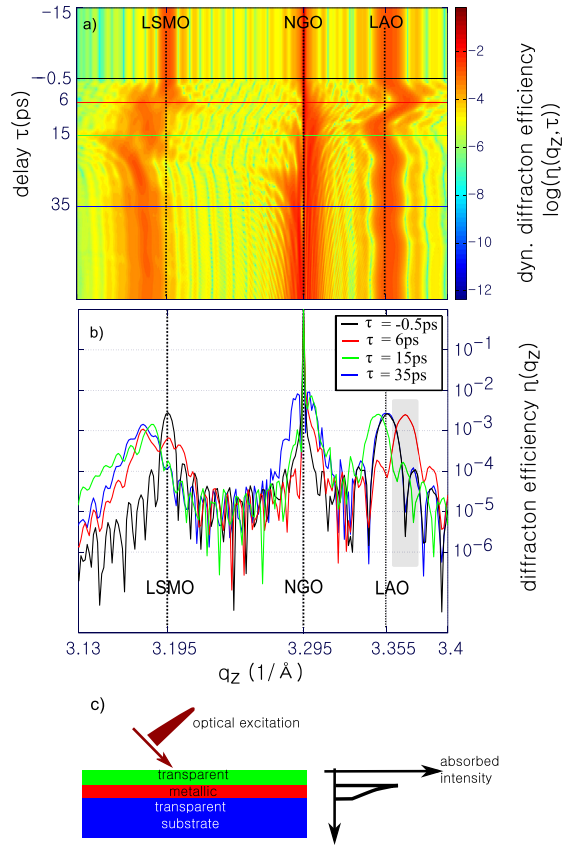 -15
a)
LSMO
NGO
LAO
-0.5
6
15
35
delay τ(ps)
-2
-4
-6
-8
-10
-12
dyn. diffraction efficiency
log(η(qz,τ))
b)
τ = -0.5ps
τ = 6ps
τ = 15ps
τ = 35ps
10-1
10-2
10-3
10-4
10-5
10-6
diffraction efficiency η(qz)
LSMO
NGO
LAO
3.13
3.195
3.295
3.355
3.4
qz (1/Å)
c)
optical excitation
transparent
metallic
transparent
substrate
absorbed
intensity